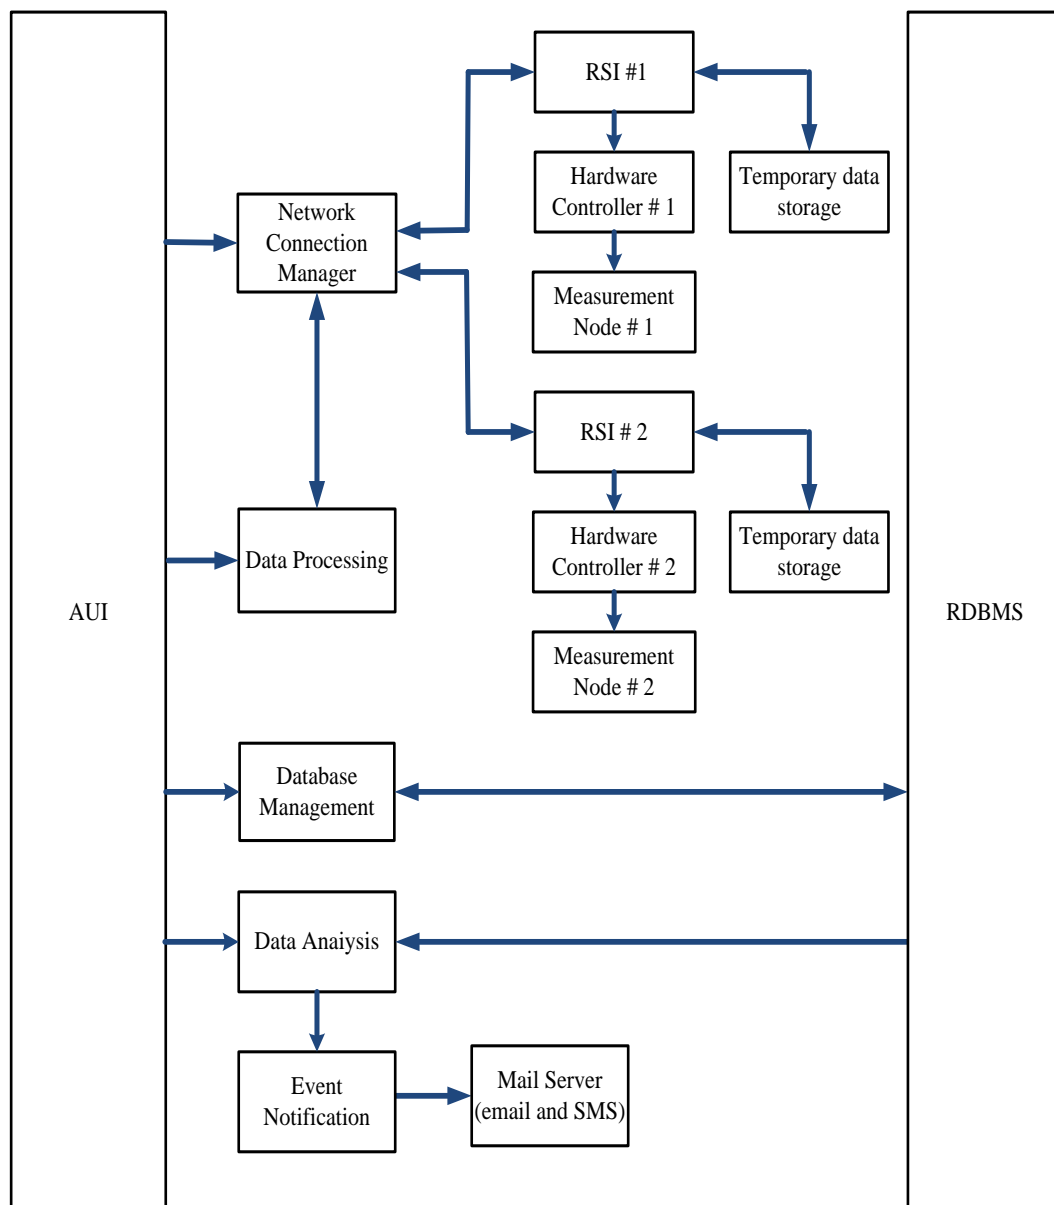 RSI #1
Hardware
Controller # 1
Temporary data
storage
Network
Connection
Manager
Measurement
Node # 1
RSI # 2
Hardware
Controller # 2
Temporary data
storage
Data Processing
AUI
RDBMS
Measurement
Node # 2
Database
Management
Data Anaiysis
Event
Notification
Mail Server
(email and SMS)